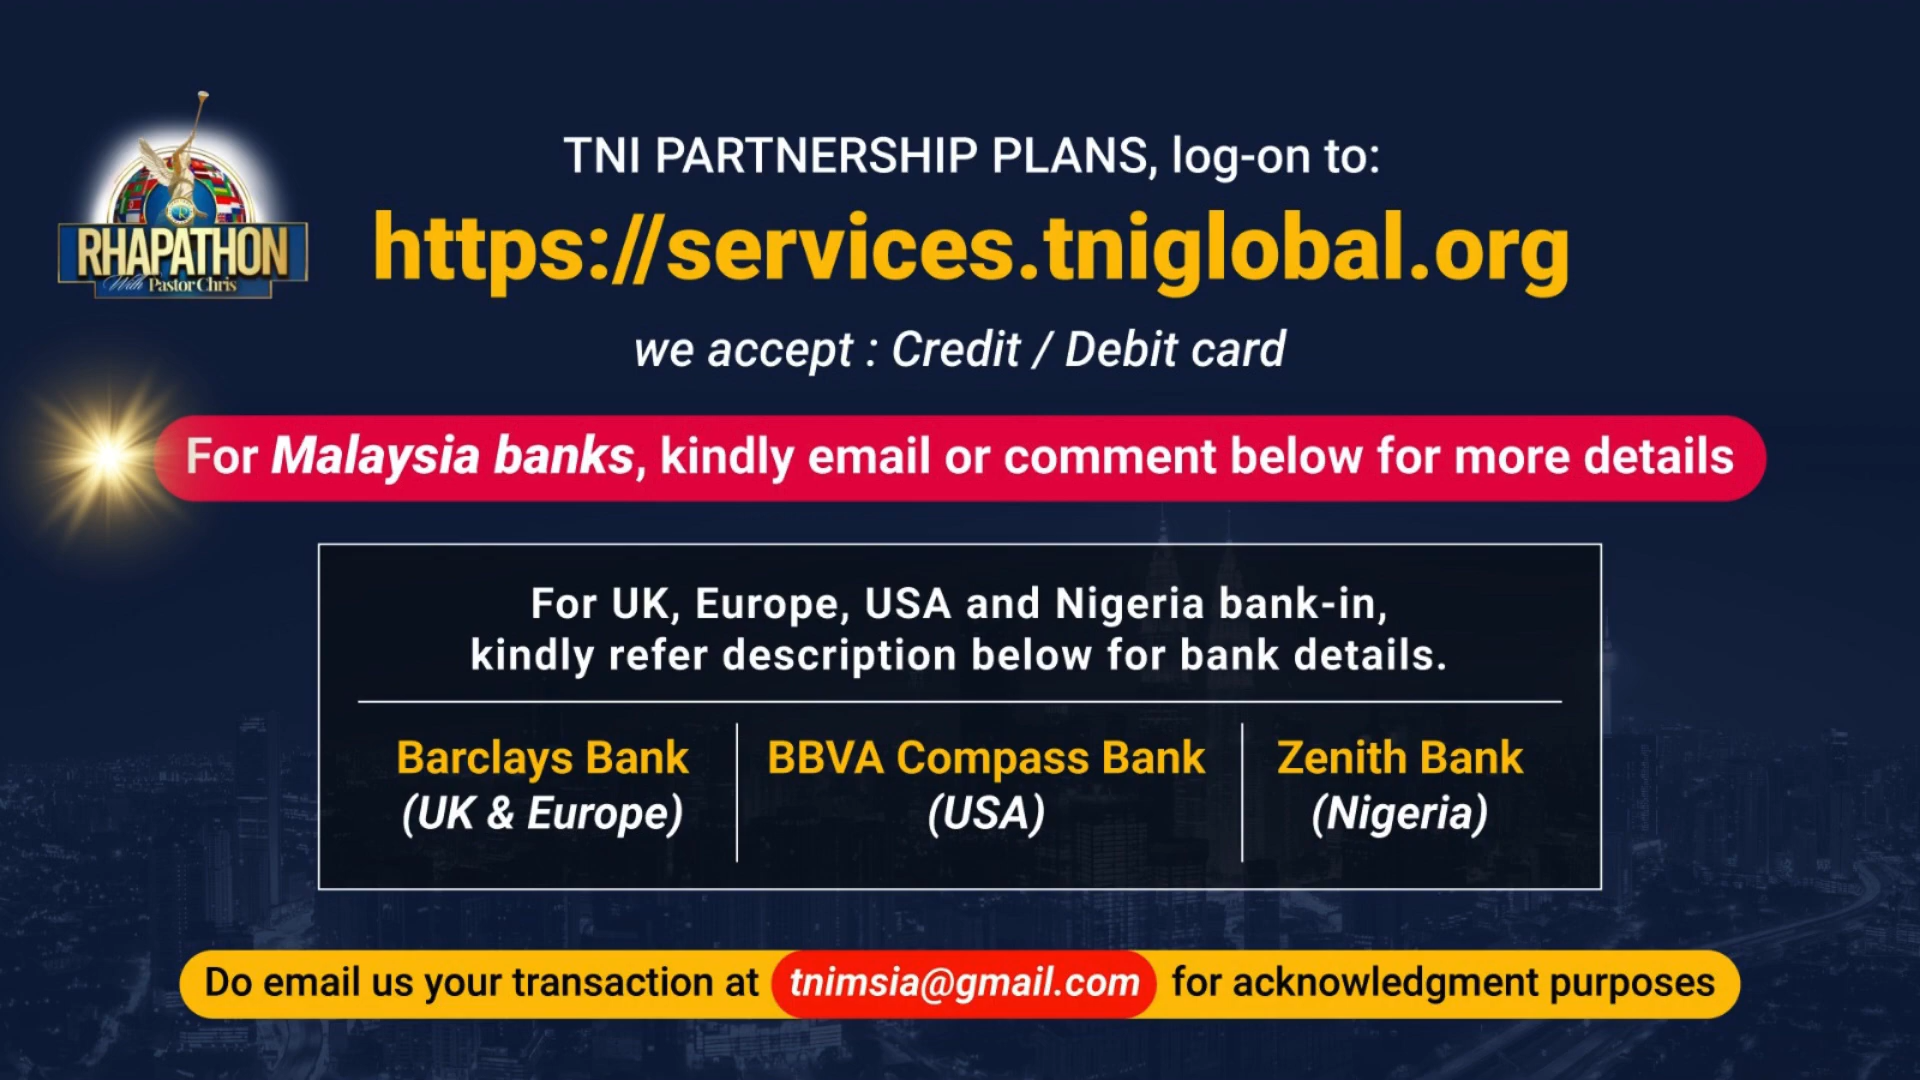 RHAPATHON
With Pastor Chris
TNI PARTNERSHIP PLANS, log-on to:
https://services.tniglobal.org
we accept : Credit / Debit card
For Malaysia banks, kindly email or comment below for more details
For UK, Europe, USA and Nigeria bank-in,
kindly refer description below for bank details.
Barclays Bank
(UK & Europe)
BBVA Compass Bank
(USA)
Zenith Bank
(Nigeria)
Do email us your transaction at tnimsia@gmail.com for acknowledgment purposes